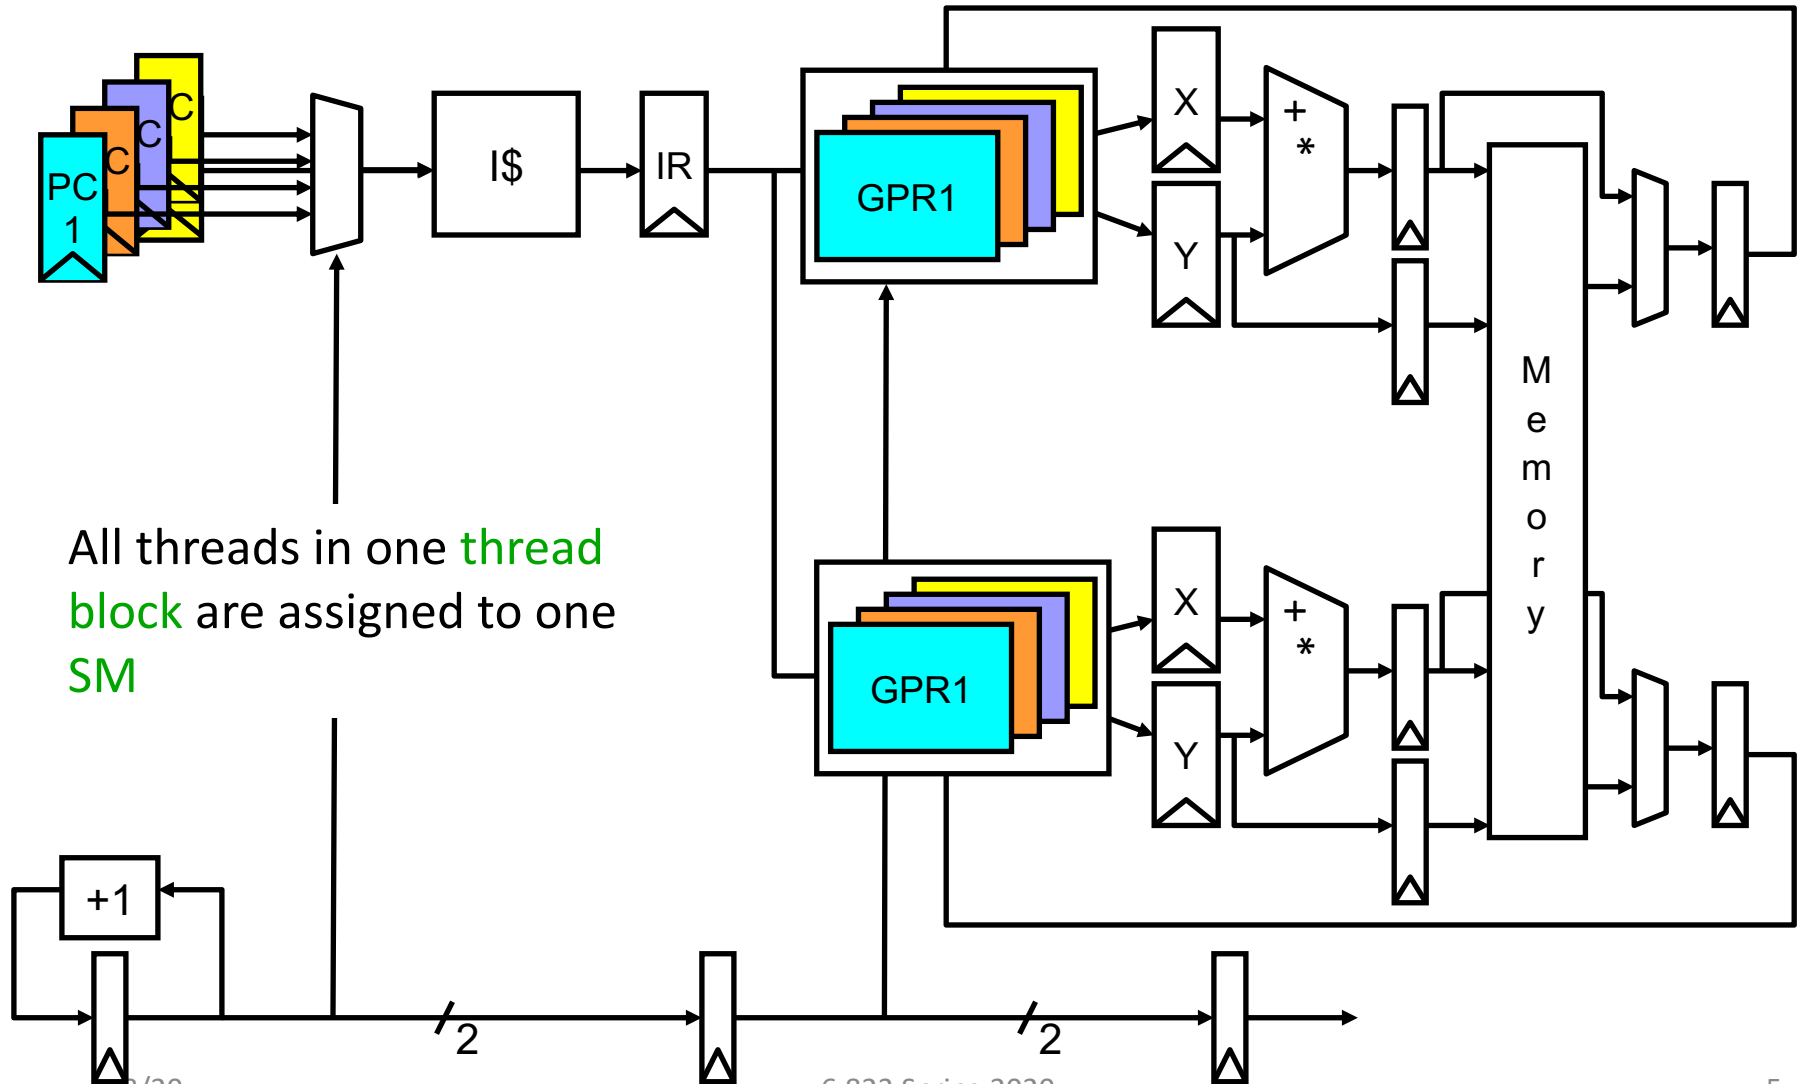 C
C
C
PC
1
I$
IR
GPR1
X
Y
+
*
M
e
m
o
r
y
All threads in one thread
block are assigned to one
SM
GPR1
X
Y
+
*
+1
2
2